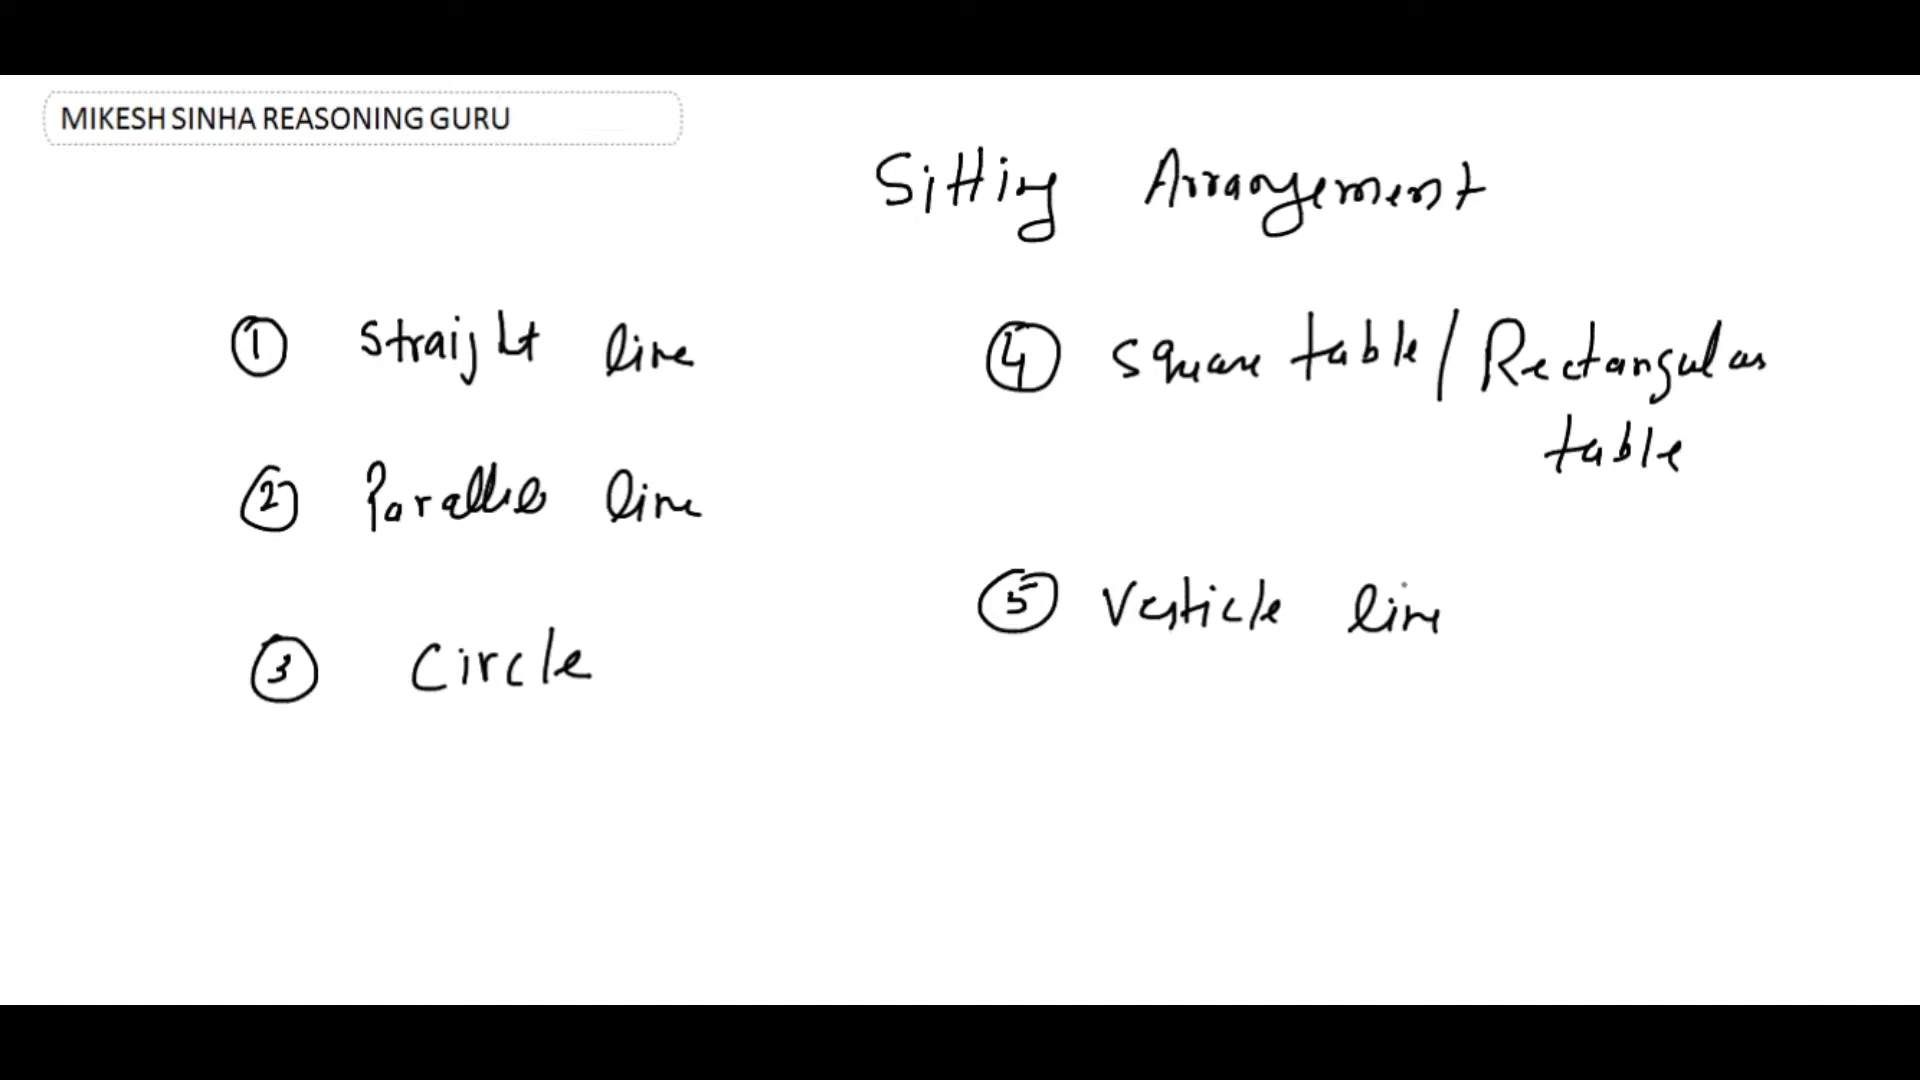 MIKESH SINHA REASONING GURU
Sitting Arrangement
① Straight line
② Parallel line
③ Circle
④ Square table / Rectangular
table
⑤ Verticle line